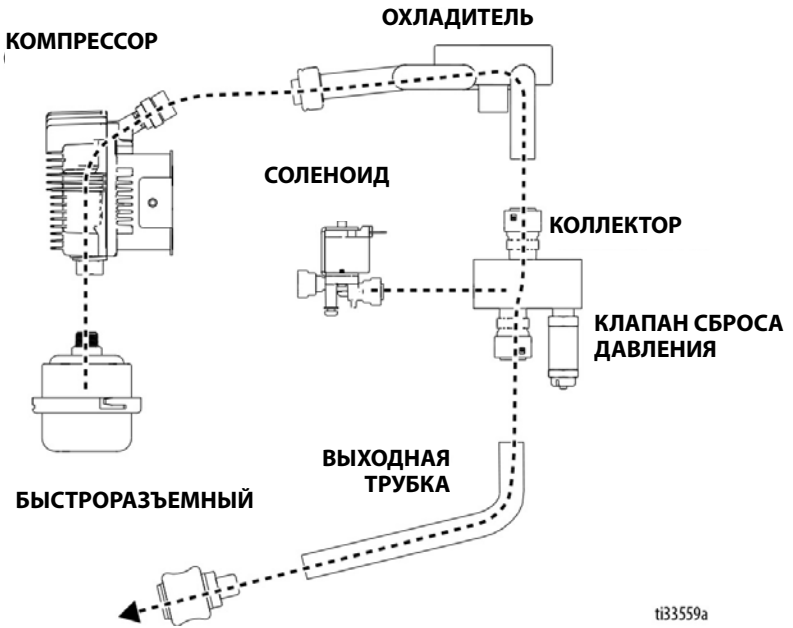 ОХЛАДИТЕЛЬ
КОМПРЕССОР
СОЛЕНОИД
КОЛЛЕКТОР
КЛАПАН СБРОСА
ДАВЛЕНИЯ
ВЫХОДНАЯ
ТРУБКА
БЫСТРОРАЗЪЕМНЫЙ
ti33559a